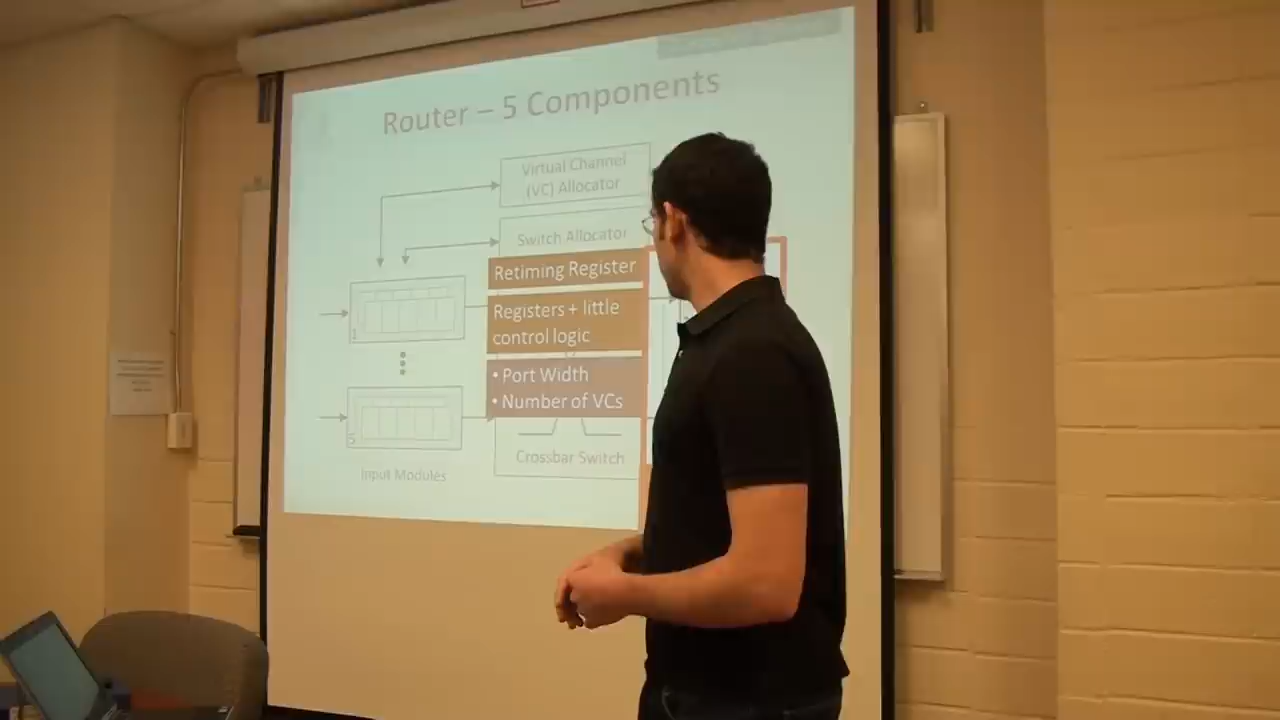 Router – 5 Components
Virtual Channel
(VC) Allocator
Switch Allocator
Retiming Register
Registers + little
control logic
• Port Width
• Number of VCs
1
5
Crossbar Switch
Input Modules